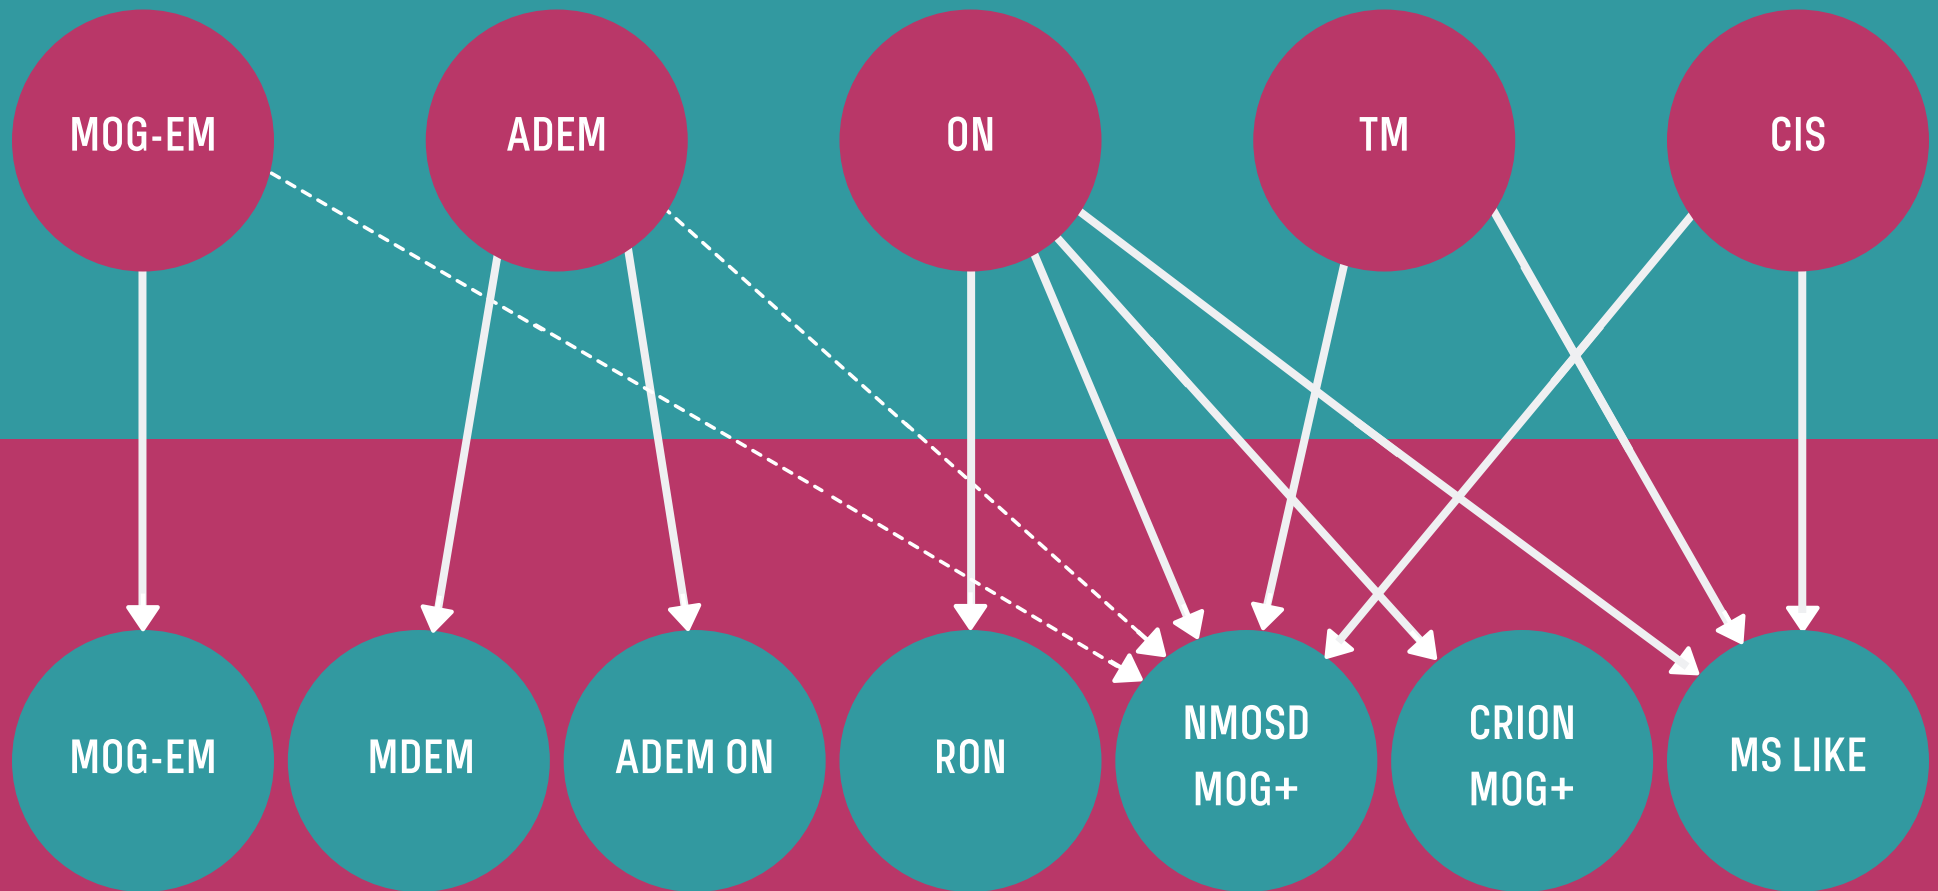 MOG-EM
ADEM
ON
TM
CIS
MOG-EM
MDEM
ADEM ON
RON
NMOSD
MOG+
CRION
MOG+
MS LIKE